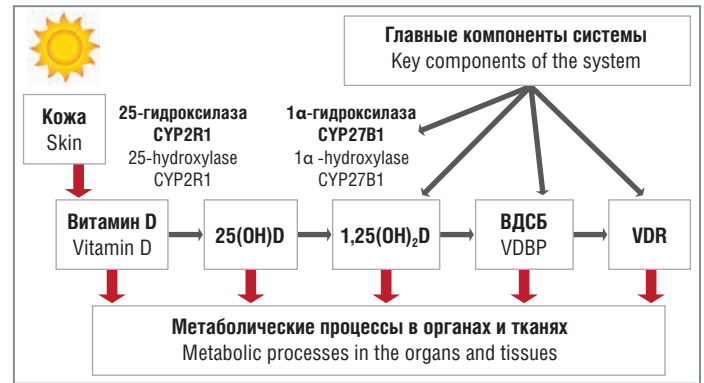 Главные компоненты системы
Key components of the system
Кожа
Skin
25-гидроксилаза
CYP2R1
25-hydroxylase
CYP2R1
1α-гидроксилаза
CYP27B1
1α -hydroxylase
CYP27B1
Витамин D
Vitamin D
25(OH)D
1,25(OH)₂D
ВДСБ
VDBP
VDR
Метаболические процессы в органах и тканях
Metabolic processes in the organs and tissues